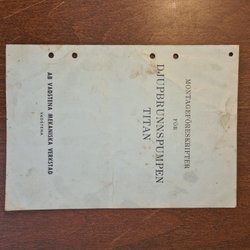 MONTAGEFÖRESKRIFTER
FÖR
DJUPBRUNNSPUMPEN
TITAN
AB VADSTENA MEKANISKA VERKSTAD
VADSTENA